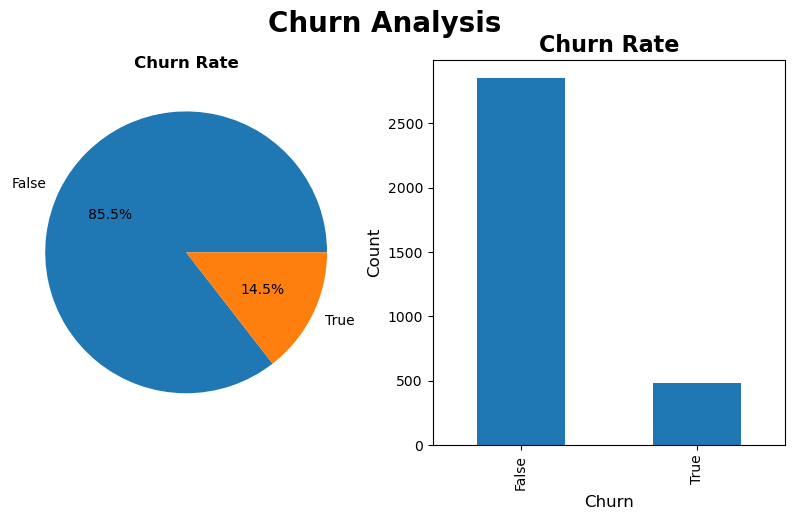 Churn Analysis
Churn Rate
False
85.5%
14.5%
True
Churn Rate
Count
2500
2000
1500
1000
500
0
False
True
Churn